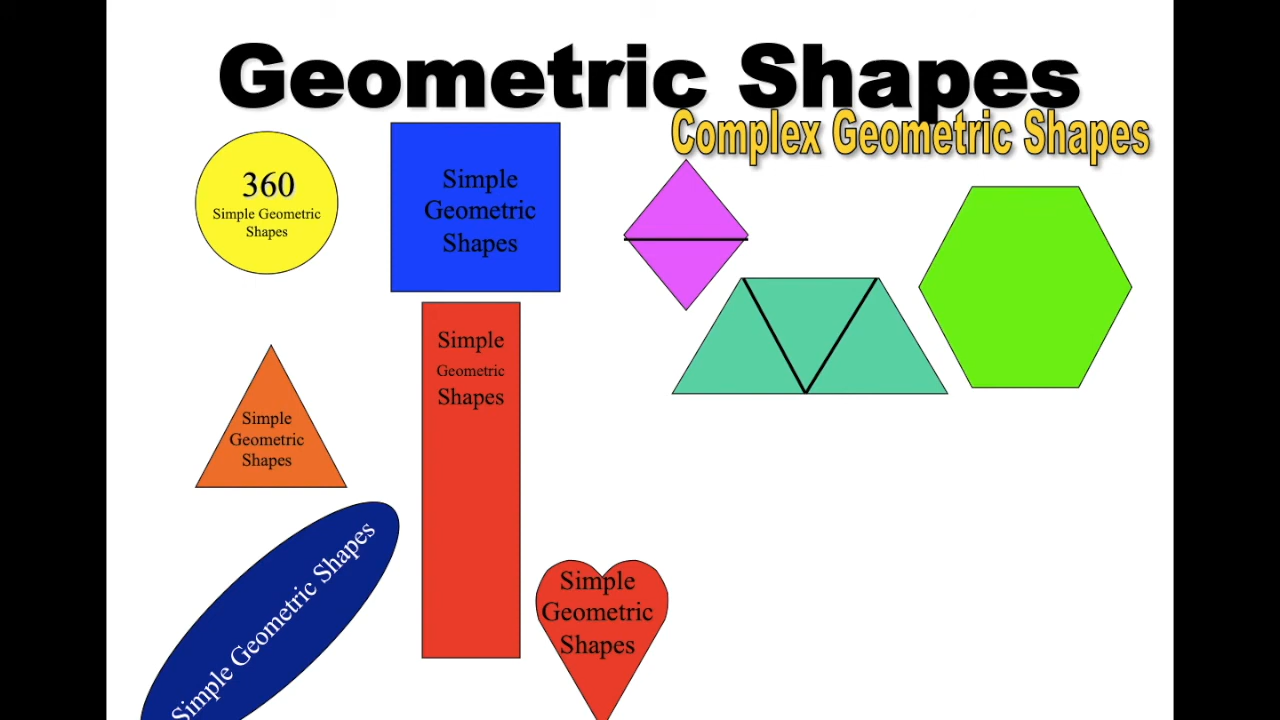 Geometric Shapes
Complex Geometric Shapes
360
Simple Geometric
Shapes
Simple
Geometric
Shapes
Simple
Geometric
Shapes
Simple
Geometric
Shapes
Simple Geometric Shapes
Simple
Geometric
Shapes